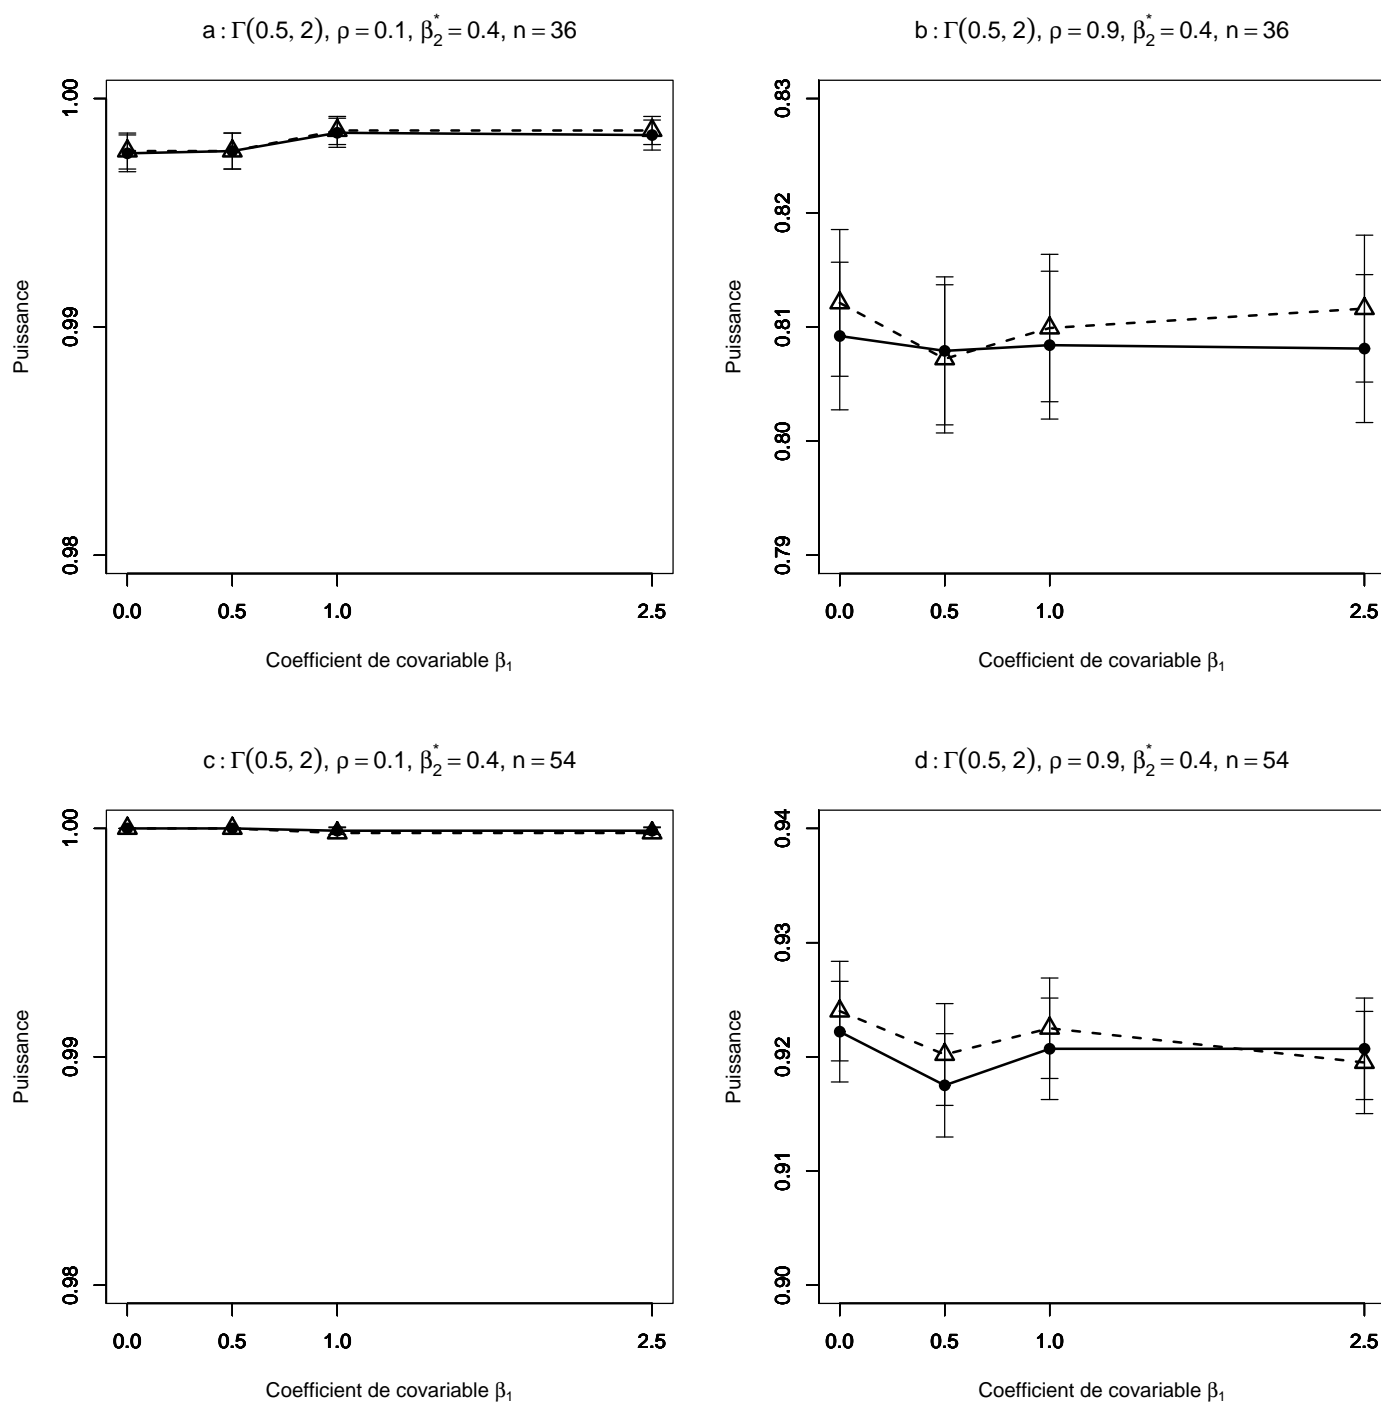 a : Γ(0.5, 2), ρ = 0.1, β₂* = 0.4, n = 36
1.00
0.99
0.98
Puissance
0.0 0.5 1.0 2.5
Coefficient de covariable β₁
b : Γ(0.5, 2), ρ = 0.9, β₂* = 0.4, n = 36
0.83
0.82
0.81
0.80
0.79
Puissance
0.0 0.5 1.0 2.5
Coefficient de covariable β₁
c : Γ(0.5, 2), ρ = 0.1, β₂* = 0.4, n = 54
1.00
0.99
0.98
Puissance
0.0 0.5 1.0 2.5
Coefficient de covariable β₁
d : Γ(0.5, 2), ρ = 0.9, β₂* = 0.4, n = 54
0.94
0.93
0.92
0.91
0.90
Puissance
0.0 0.5 1.0 2.5
Coefficient de covariable β₁